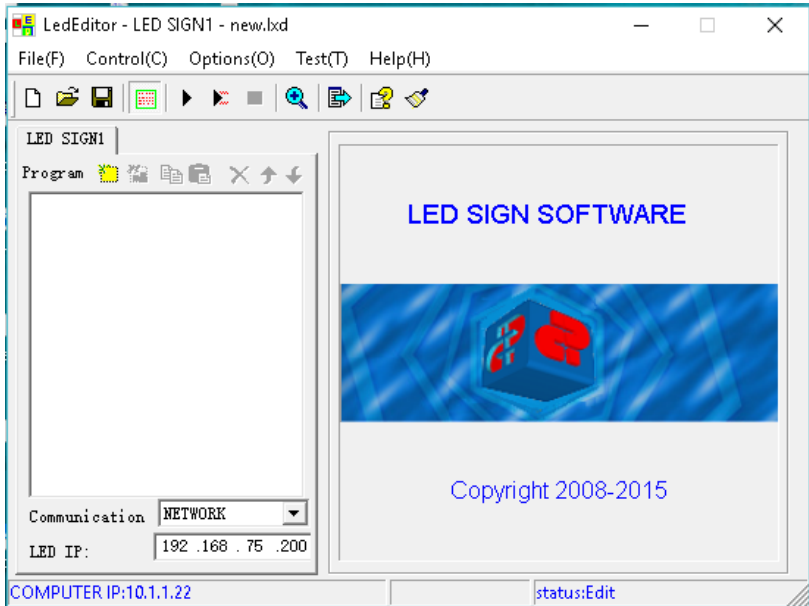 LedEditor - LED SIGN1 - new.lxd
File(F) Control(C) Options(O) Test(T) Help(H)
LED SIGN1
Program
LED SIGN SOFTWARE
Copyright 2008-2015
Communication NETWORK
LED IP: 192 .168 . 75 .200
COMPUTER IP:10.1.1.22
status:Edit